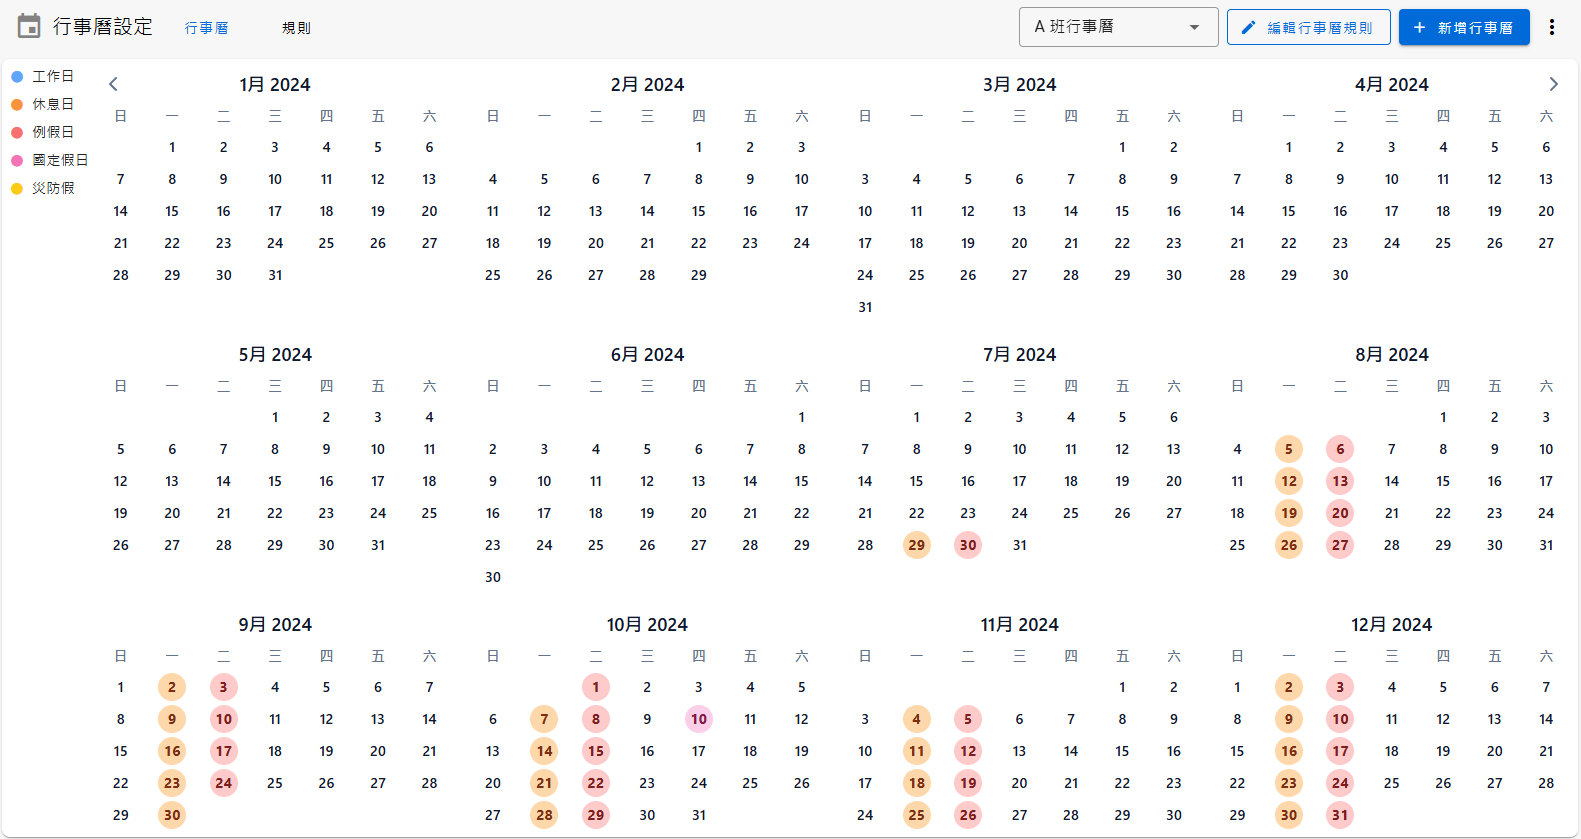 行事曆設定 行事曆 規則 A 班行事曆 編輯行事曆規則 + 新增行事曆
工作日
休息日
例假日
國定假日
災防假
1月 2024
日 一 二 三 四 五 六
1 2 3 4 5 6
7 8 9 10 11 12 13
14 15 16 17 18 19 20
21 22 23 24 25 26 27
28 29 30 31
2月 2024
日 一 二 三 四 五 六
1 2 3
4 5 6 7 8 9 10
11 12 13 14 15 16 17
18 19 20 21 22 23 24
25 26 27 28 29
3月 2024
日 一 二 三 四 五 六
1 2
3 4 5 6 7 8 9
10 11 12 13 14 15 16
17 18 19 20 21 22 23
24 25 26 27 28 29 30
31
4月 2024
日 一 二 三 四 五 六
1 2 3 4 5 6
7 8 9 10 11 12 13
14 15 16 17 18 19 20
21 22 23 24 25 26 27
28 29 30
5月 2024
日 一 二 三 四 五 六
1 2 3 4
5 6 7 8 9 10 11
12 13 14 15 16 17 18
19 20 21 22 23 24 25
26 27 28 29 30 31
6月 2024
日 一 二 三 四 五 六
1
2 3 4 5 6 7 8
9 10 11 12 13 14 15
16 17 18 19 20 21 22
23 24 25 26 27 28 29
30
7月 2024
日 一 二 三 四 五 六
1 2 3 4 5 6
7 8 9 10 11 12 13
14 15 16 17 18 19 20
21 22 23 24 25 26 27
28 29 30 31
8月 2024
日 一 二 三 四 五 六
1 2 3
4 5 6 7 8 9 10
11 12 13 14 15 16 17
18 19 20 21 22 23 24
25 26 27 28 29 30 31
9月 2024
日 一 二 三 四 五 六
1 2 3 4 5 6 7
8 9 10 11 12 13 14
15 16 17 18 19 20 21
22 23 24 25 26 27 28
29 30
10月 2024
日 一 二 三 四 五 六
1 2 3 4 5
6 7 8 9 10 11 12
13 14 15 16 17 18 19
20 21 22 23 24 25 26
27 28 29 30 31
11月 2024
日 一 二 三 四 五 六
1 2
3 4 5 6 7 8 9
10 11 12 13 14 15 16
17 18 19 20 21 22 23
24 25 26 27 28 29 30
12月 2024
日 一 二 三 四 五 六
1 2 3 4 5 6 7
8 9 10 11 12 13 14
15 16 17 18 19 20 21
22 23 24 25 26 27 28
29 30 31